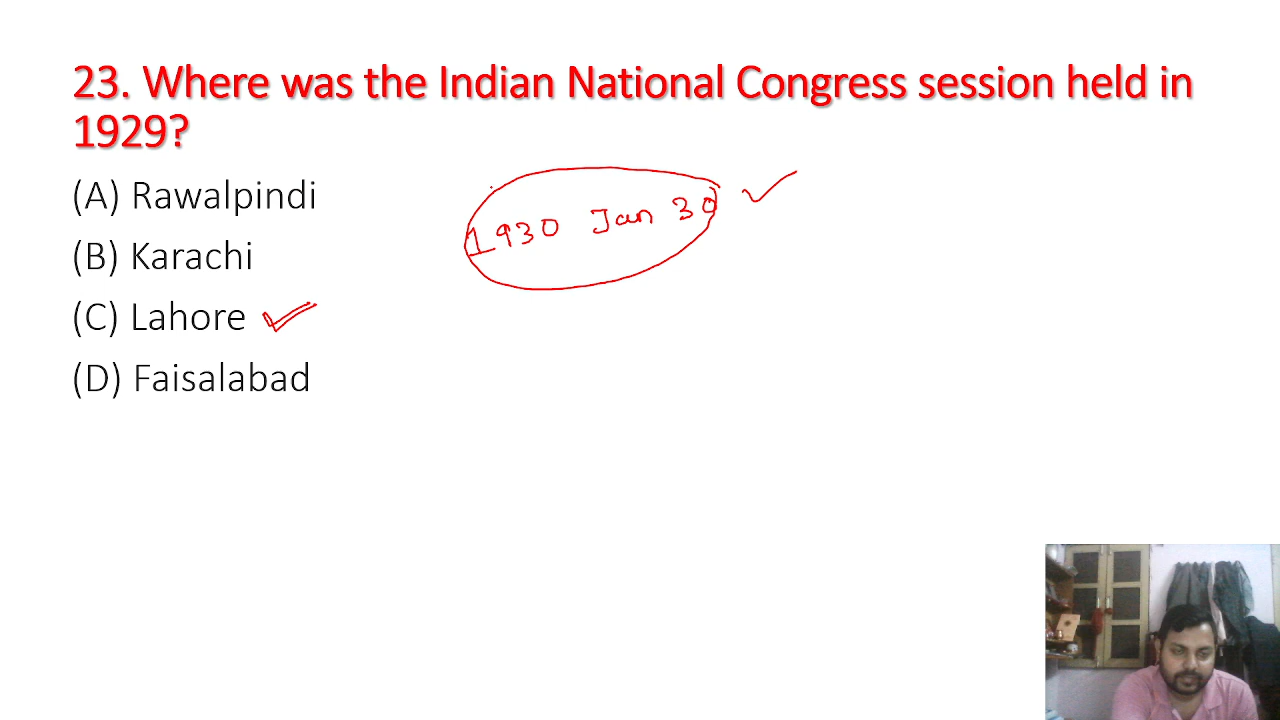 23. Where was the Indian National Congress session held in
1929?
(A) Rawalpindi
1930 Jan 30
(B) Karachi
(C) Lahore
(D) Faisalabad